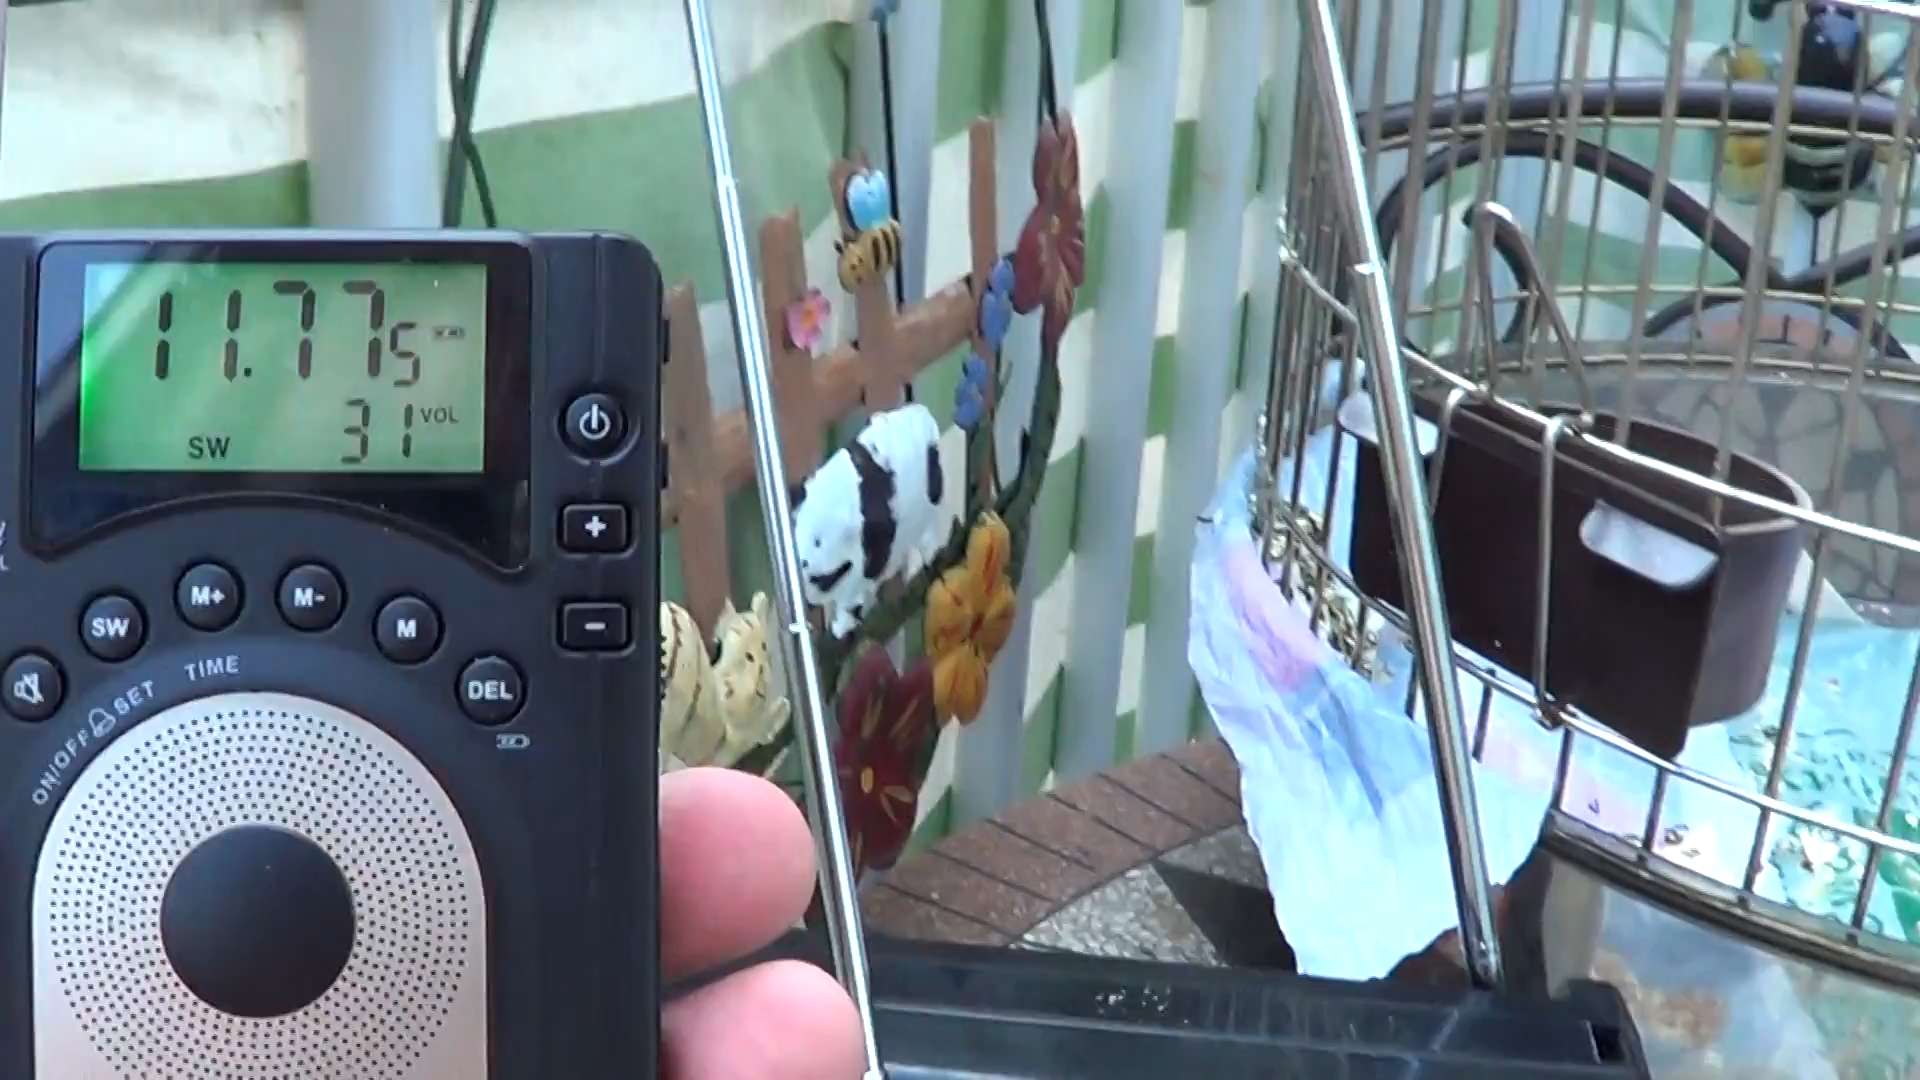 11.775
31 VOL
SW
SW M+ M- M
DEL
TIME
ON/OFF SET